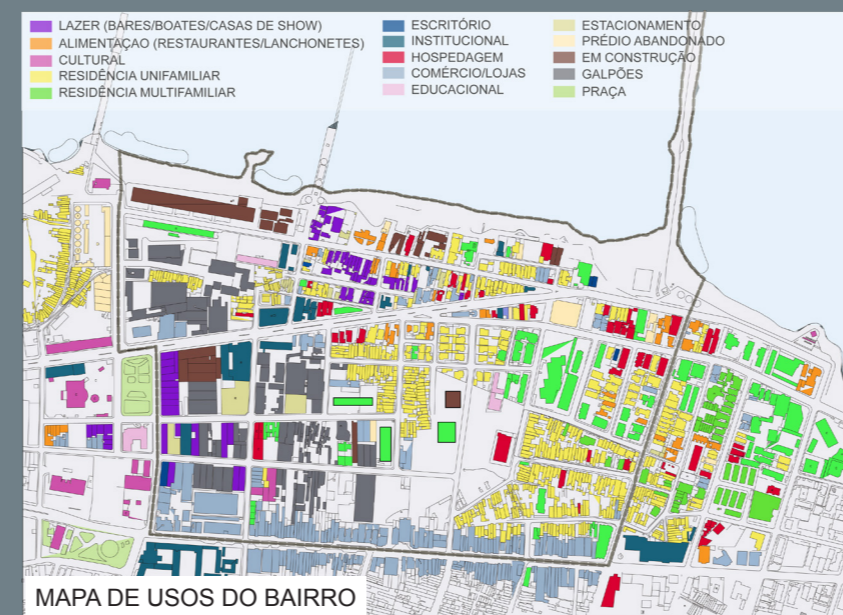 LAZER (BARES/BOATES/CASAS DE SHOW)
ALIMENTAÇAO (RESTAURANTES/LANCHONETES)
CULTURAL
RESIDÊNCIA UNIFAMILIAR
RESIDÊNCIA MULTIFAMILIAR
ESCRITÓRIO
INSTITUCIONAL
HOSPEDAGEM
COMÉRCIO/LOJAS
EDUCACIONAL
ESTACIONAMENTO
PRÉDIO ABANDONADO
EM CONSTRUÇÃO
GALPÕES
PRAÇA
MAPA DE USOS DO BAIRRO